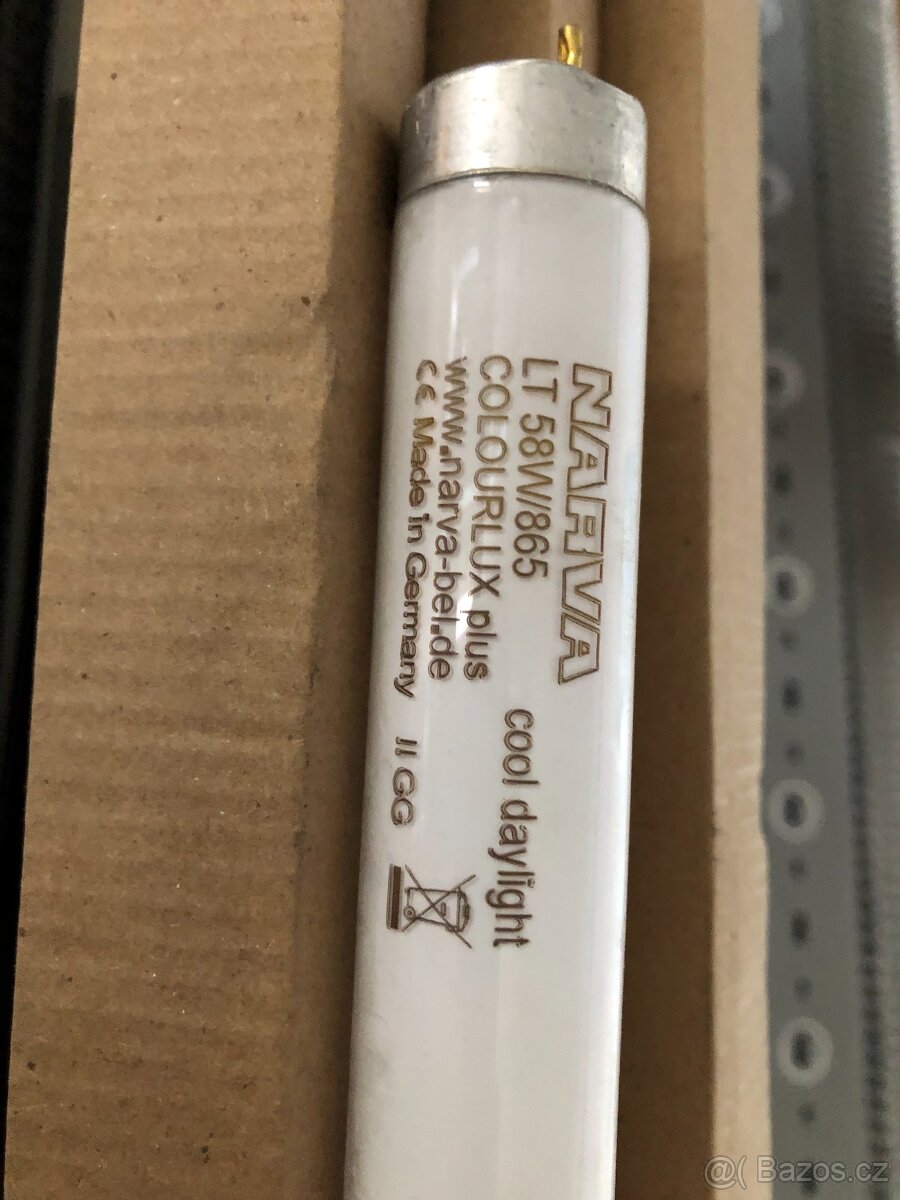 NARVA
LT 58W/865 cool daylight
COLOURLUX plus
www.narva-bel.de
CE Made in Germany II GG
@( Bazos.cz